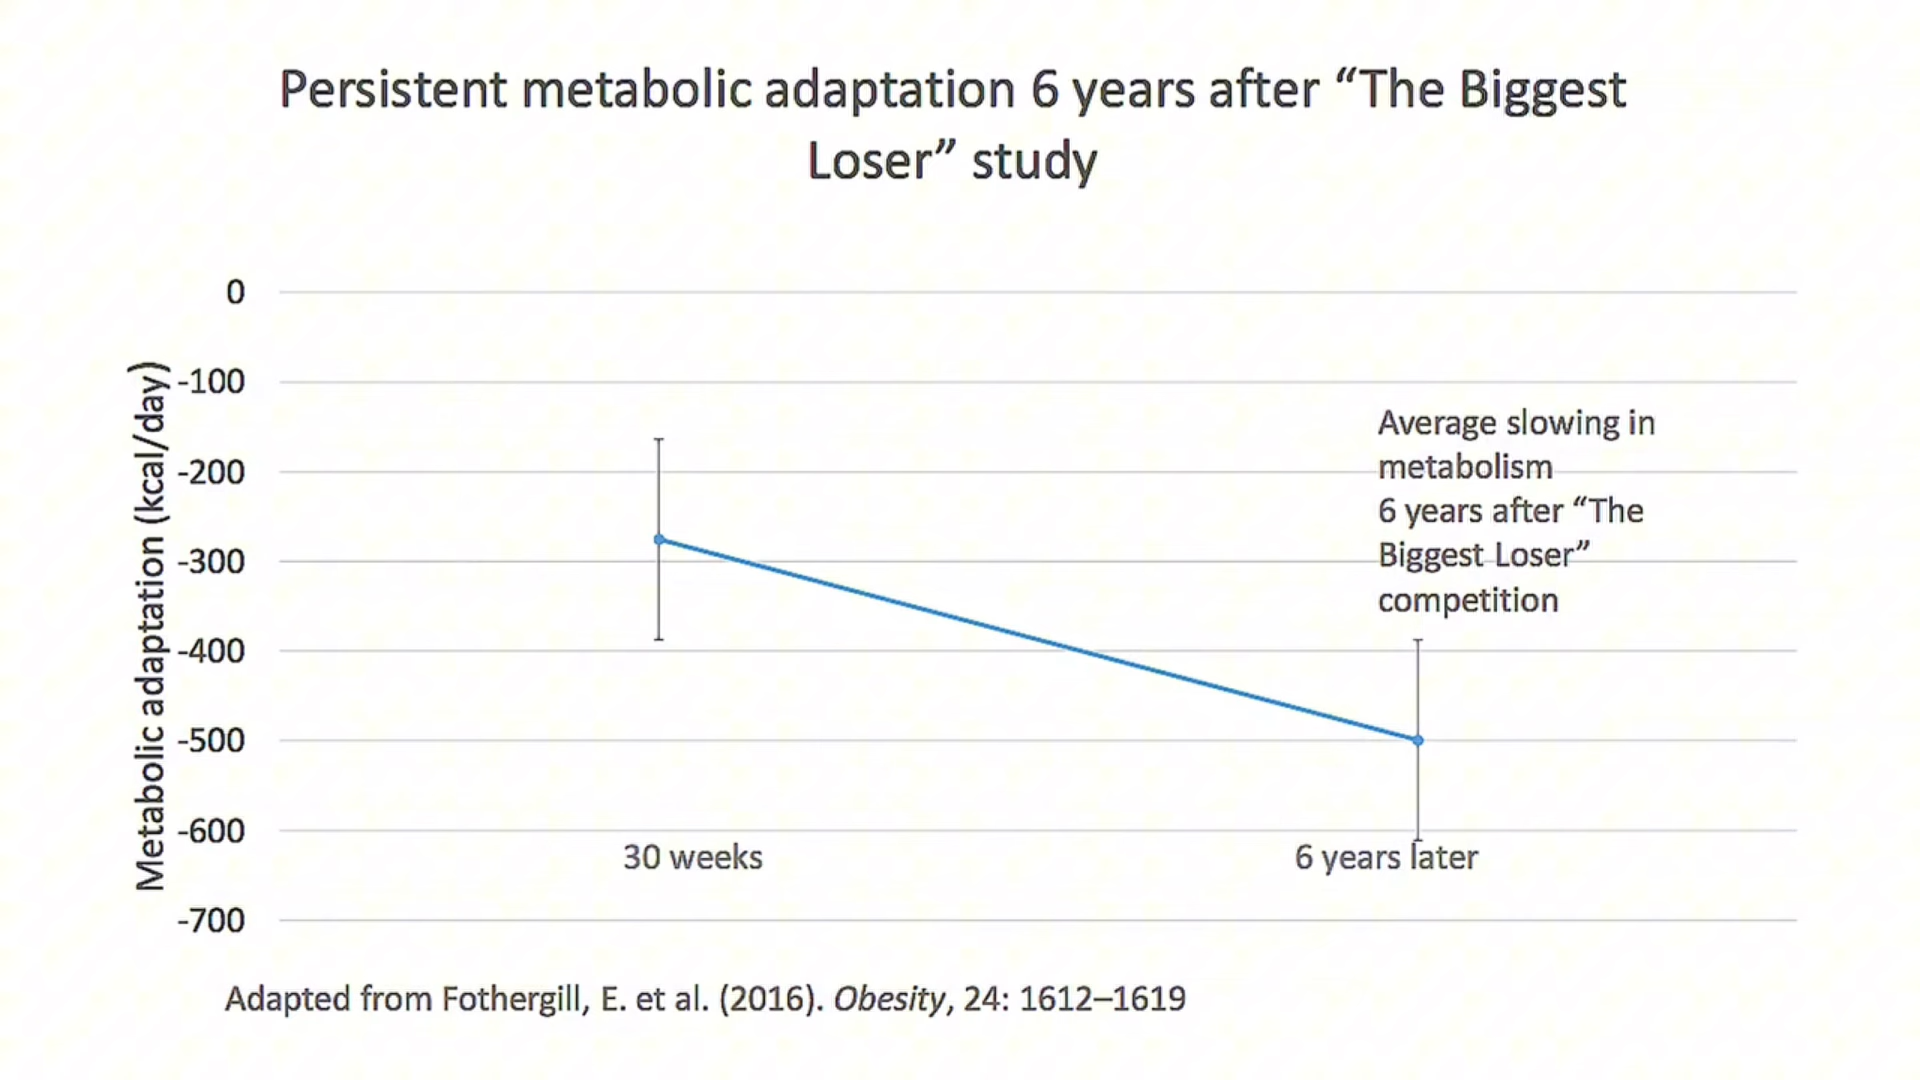 Persistent metabolic adaptation 6 years after “The Biggest
Loser” study
0
-100
-200
-300
-400
-500
-600
-700
Metabolic adaptation (kcal/day)
Average slowing in
metabolism
6 years after “The
Biggest Loser”
competition
30 weeks
6 years later
Adapted from Fothergill, E. et al. (2016). Obesity, 24: 1612–1619